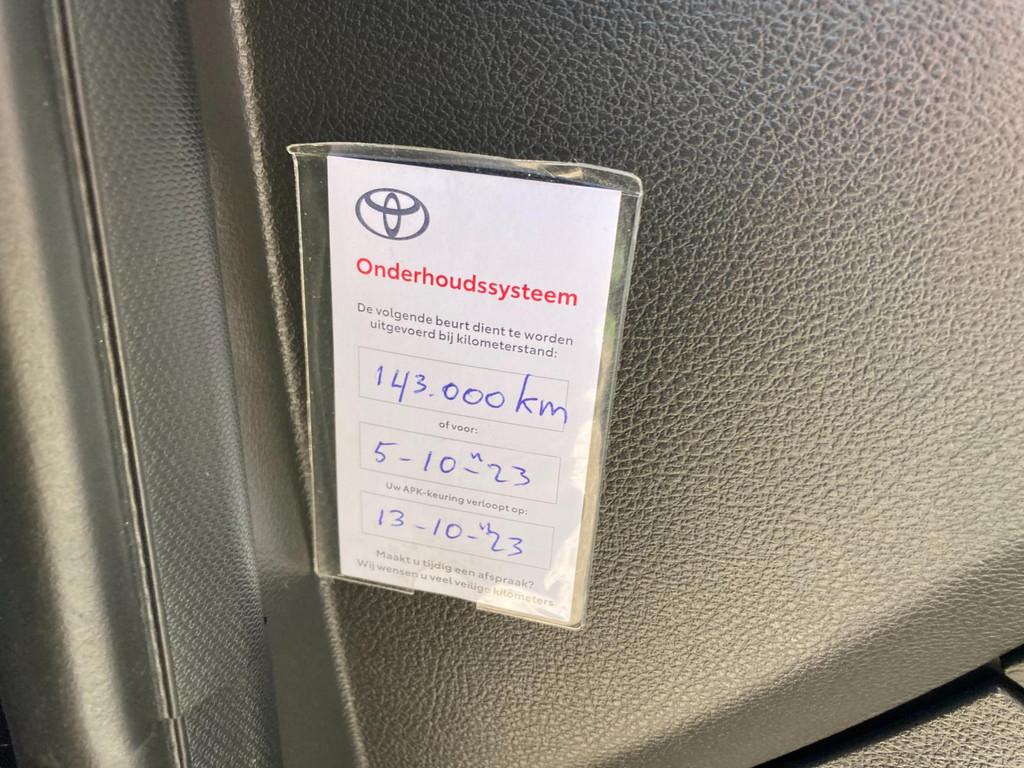 Onderhoudssysteem
De volgende beurt dient te worden
uitgevoerd bij kilometerstand:
143.000 km
of voor:
5-10-"23
Uw APK-keuring verloopt op:
13-10-"23
Maakt u tijdig een afspraak?
Wij wensen u veel veilige kilometers